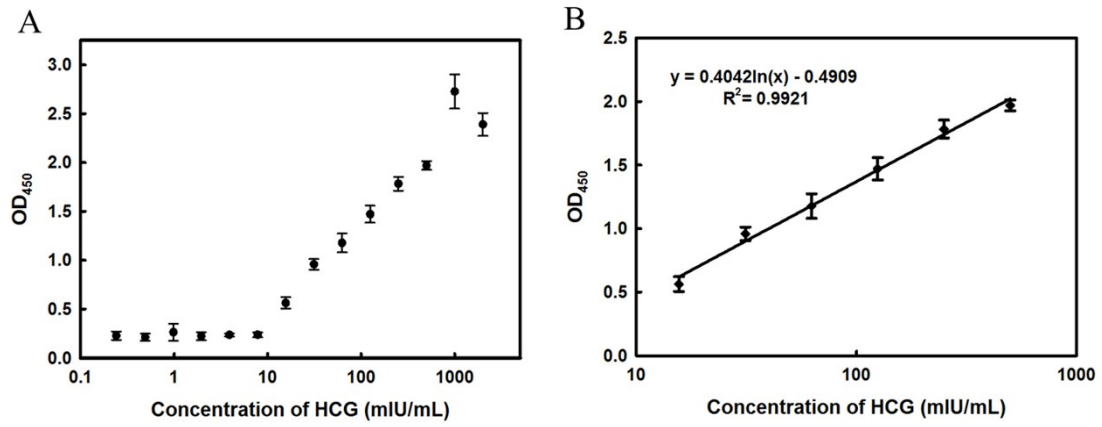 A
3.0
2.5
2.0
1.5
1.0
0.5
0.0
OD450
0.1 1 10 100 1000
Concentration of HCG (mIU/mL)
B
y = 0.4042ln(x) - 0.4909
R2= 0.9921
2.5
2.0
1.5
1.0
0.5
0.0
OD450
10 100 1000
Concentration of HCG (mIU/mL)